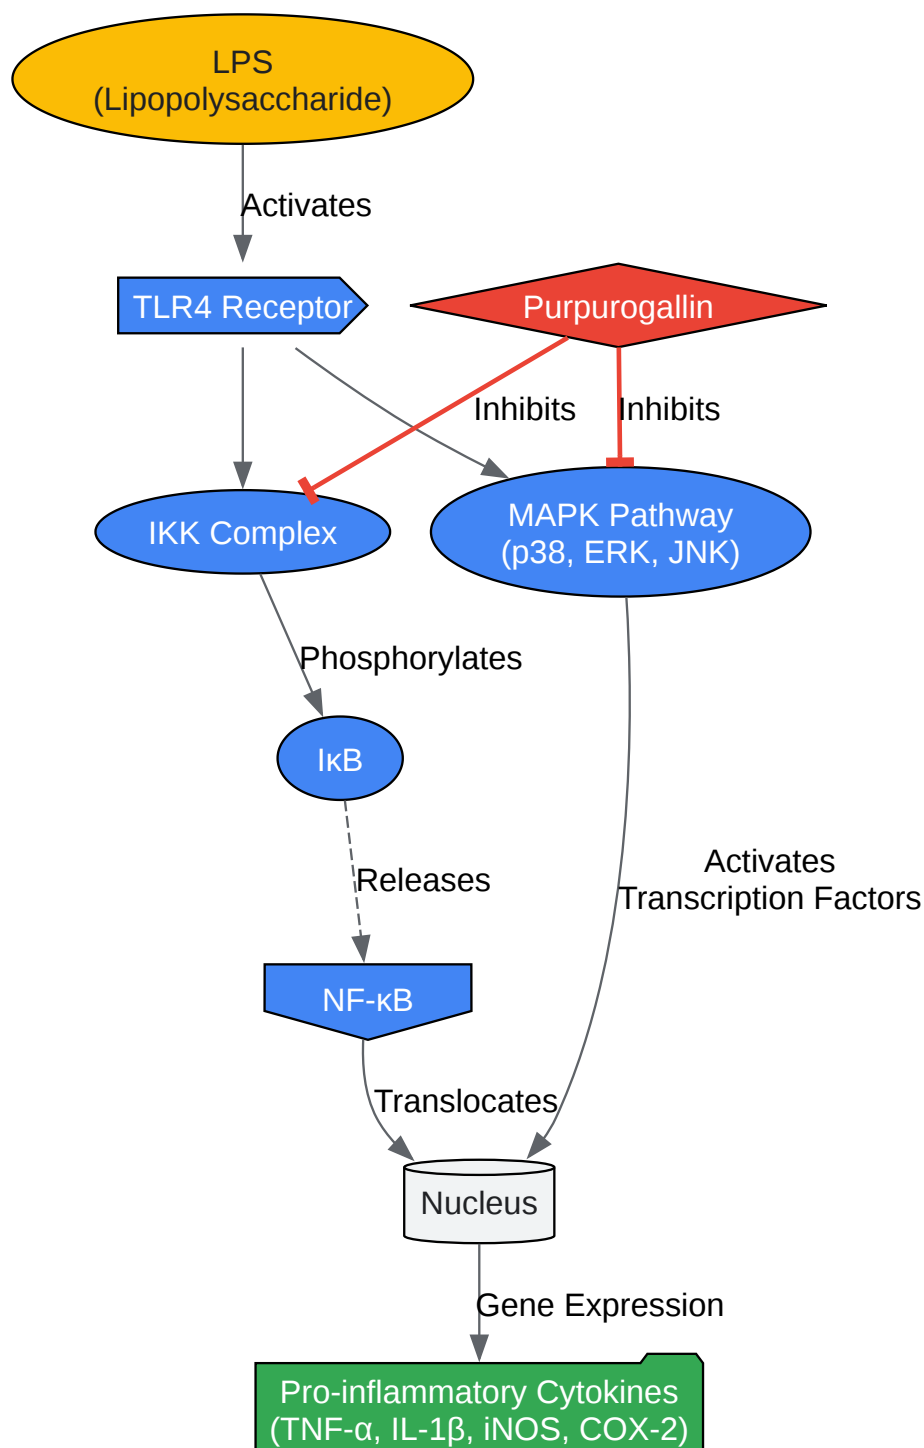 LPS
(Lipopolysaccharide)
Activates
TLR4 Receptor
Purpurogallin
Inhibits
Inhibits
IKK Complex
MAPK Pathway
(p38, ERK, JNK)
Phosphorylates
IκB
Activates
Transcription Factors
Releases
NF-κB
Translocates
Nucleus
Gene Expression
Pro-inflammatory Cytokines
(TNF-α, IL-1β, iNOS, COX-2)